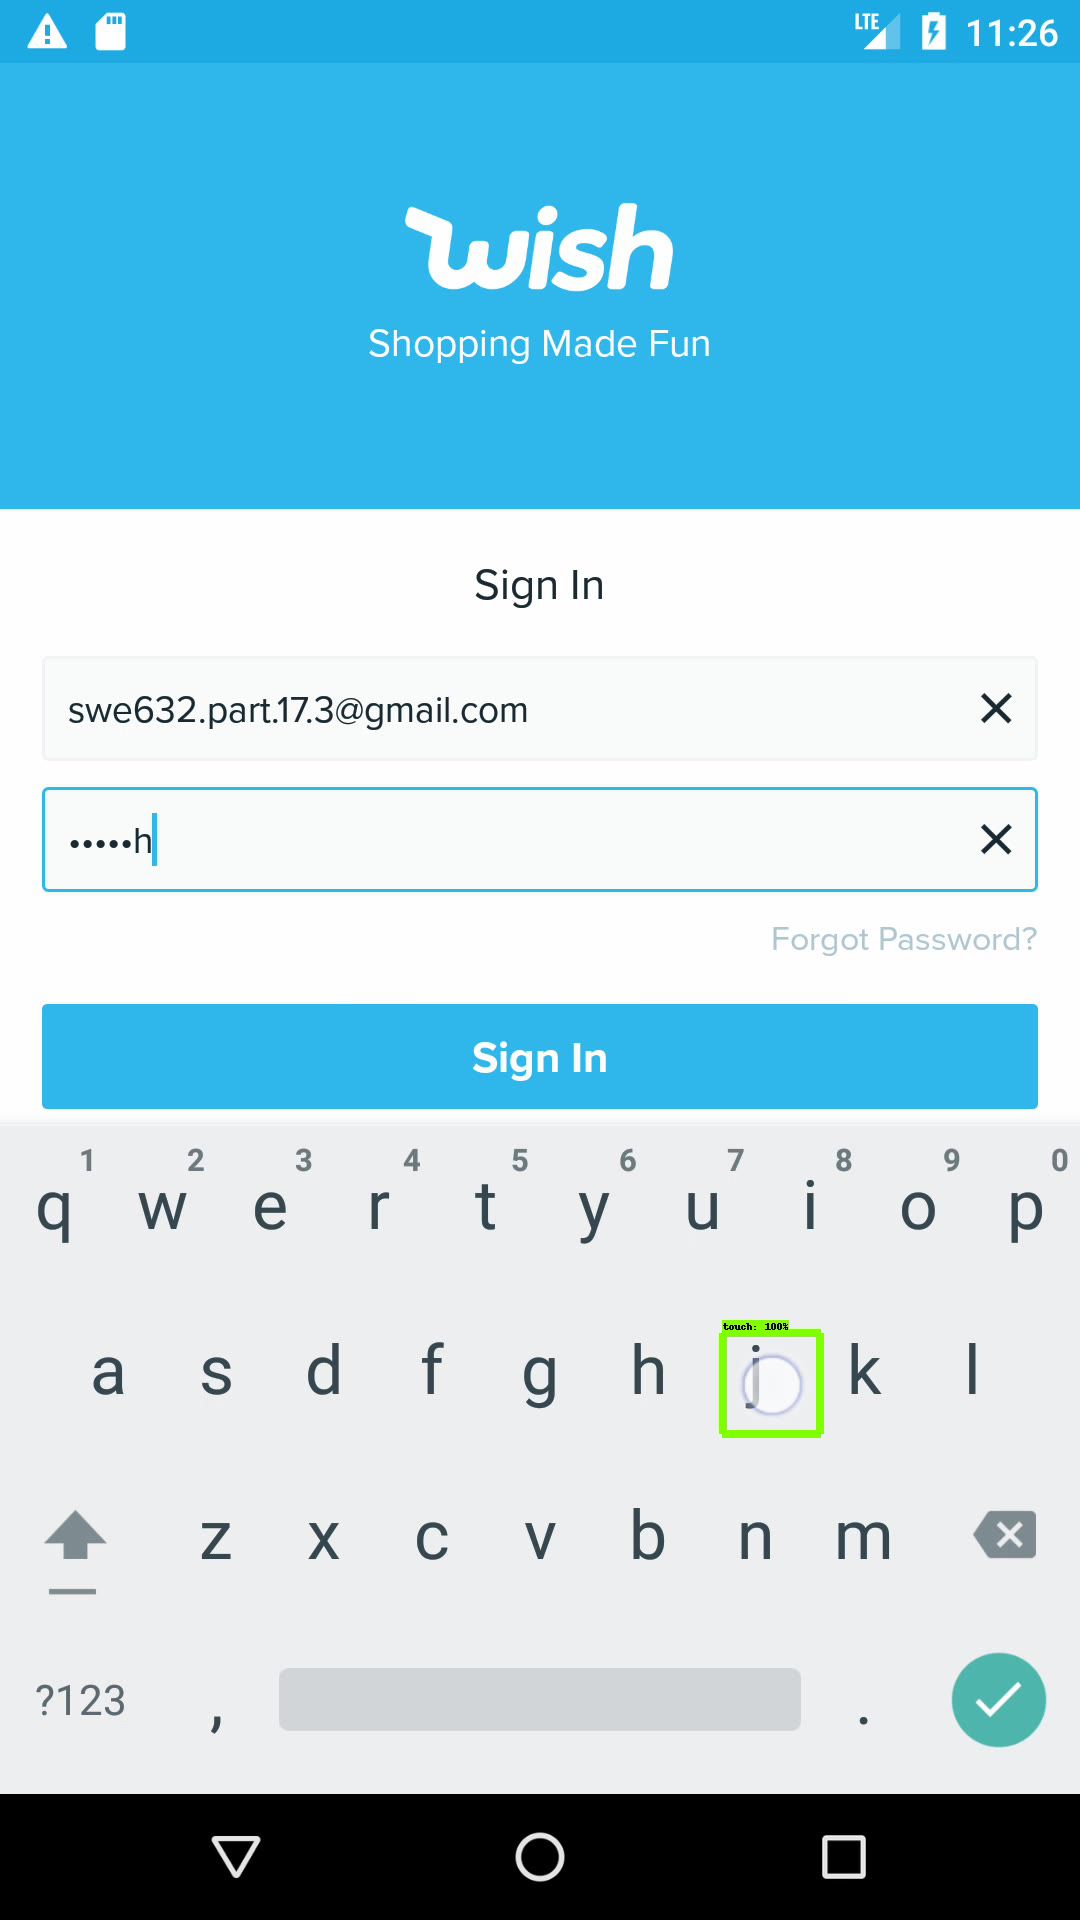 LTE 11:26
wish
Shopping Made Fun
Sign In
swe632.part.17.3@gmail.com
•••••h
Forgot Password?
Sign In
1 2 3 4 5 6 7 8 9 0
q w e r t y u i o p
touch: 100%
a s d f g h j k l
z x c v b n m
?123 , .